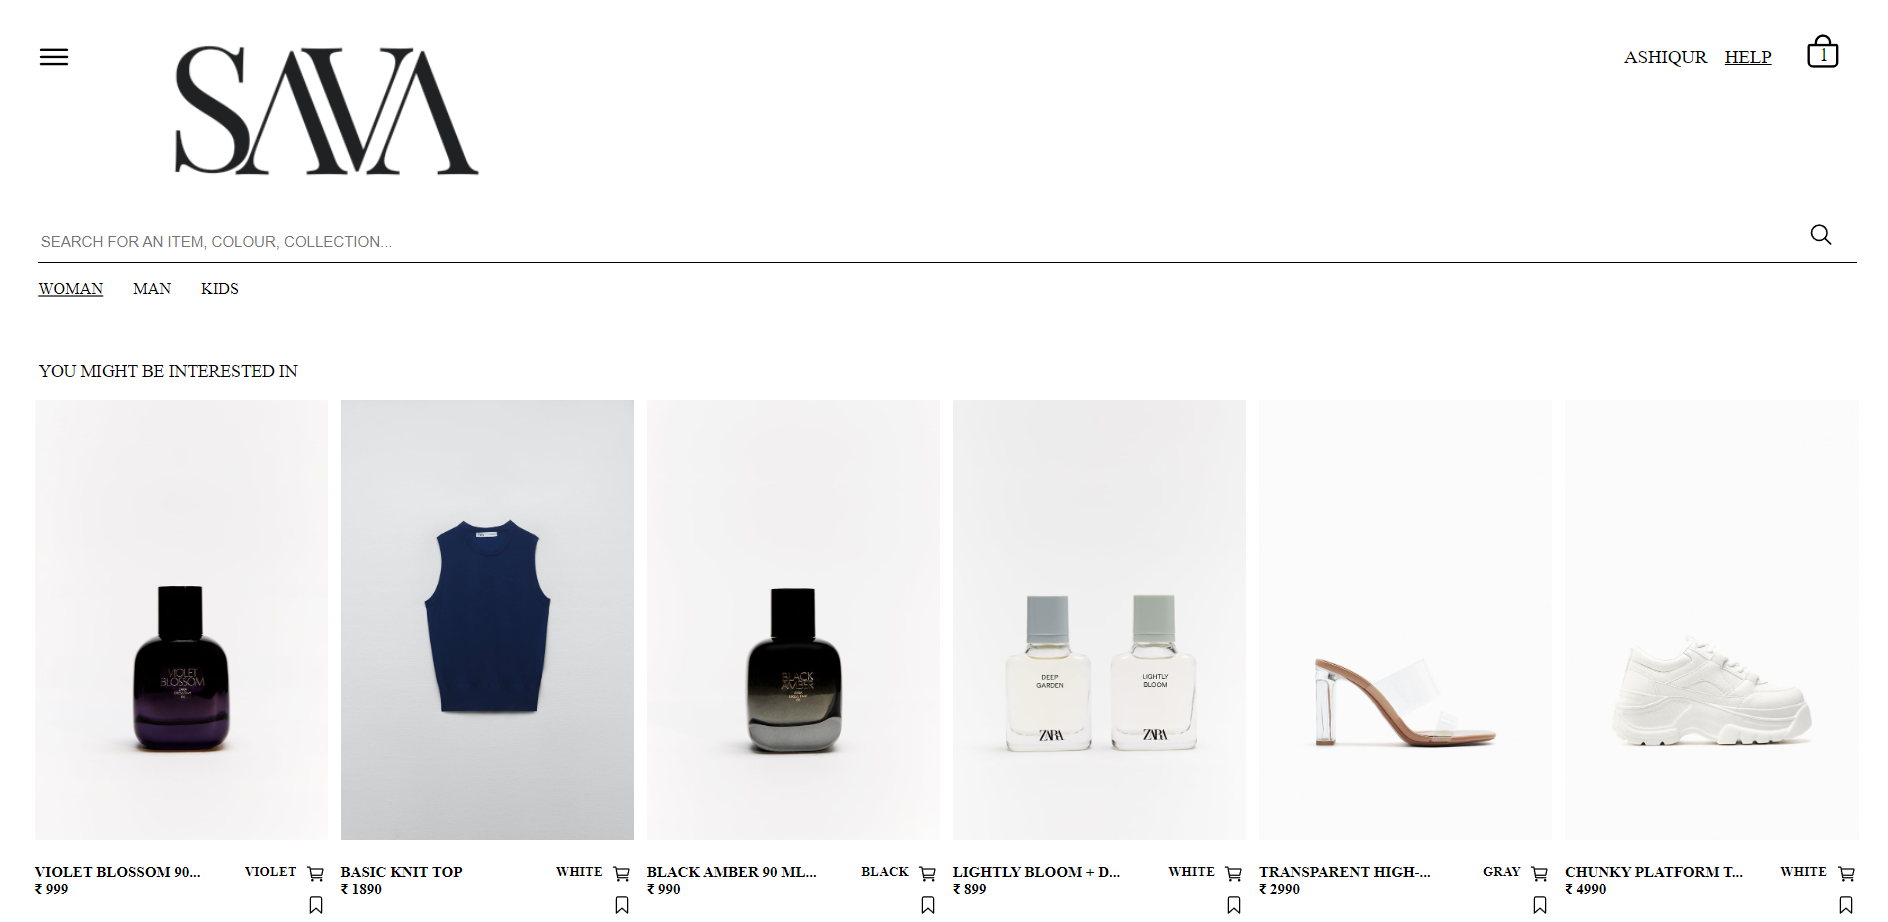 SAVA
ASHIQUR HELP 1
SEARCH FOR AN ITEM, COLOUR, COLLECTION...
WOMAN MAN KIDS
YOU MIGHT BE INTERESTED IN
VIOLET
BLOSSOM
ZARA
BLACK
AMBER
ZARA
DEEP
GARDEN
ZARA
LIGHTLY
BLOOM
ZARA
VIOLET BLOSSOM 90... VIOLET
₹ 999
BASIC KNIT TOP WHITE
₹ 1890
BLACK AMBER 90 ML... BLACK
₹ 990
LIGHTLY BLOOM + D... WHITE
₹ 899
TRANSPARENT HIGH-... GRAY
₹ 2990
CHUNKY PLATFORM T... WHITE
₹ 4990